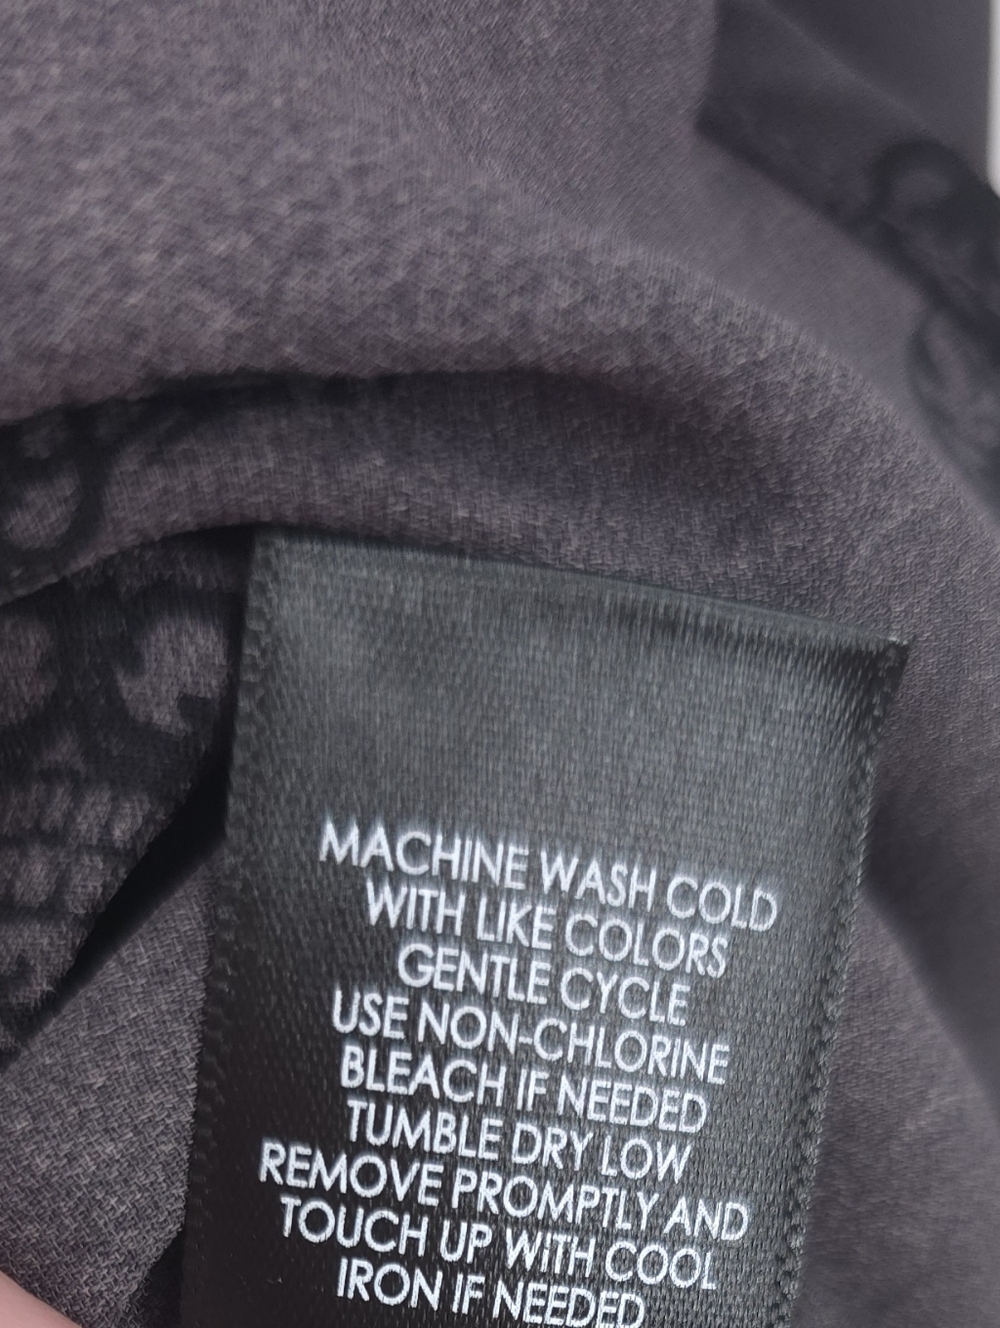 MACHINE WASH COLD
WITH LIKE COLORS
GENTLE CYCLE
USE NON-CHLORINE
BLEACH IF NEEDED
TUMBLE DRY LOW
REMOVE PROMPTLY AND
TOUCH UP WITH COOL
IRON IF NEEDED